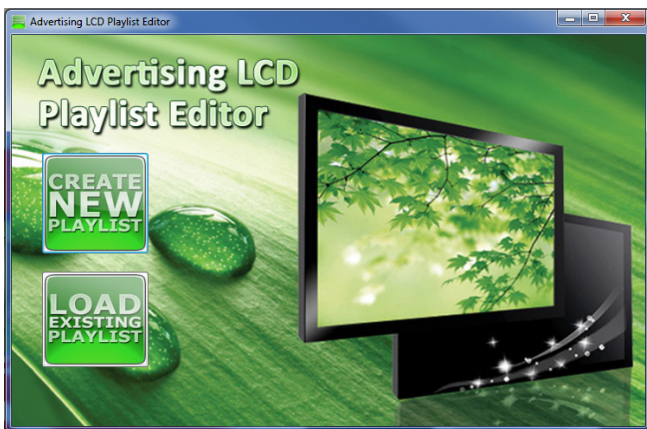 Advertising LCD Playlist Editor
Advertising LCD
Playlist Editor
CREATE
NEW
PLAYLIST
LOAD
EXISTING
PLAYLIST